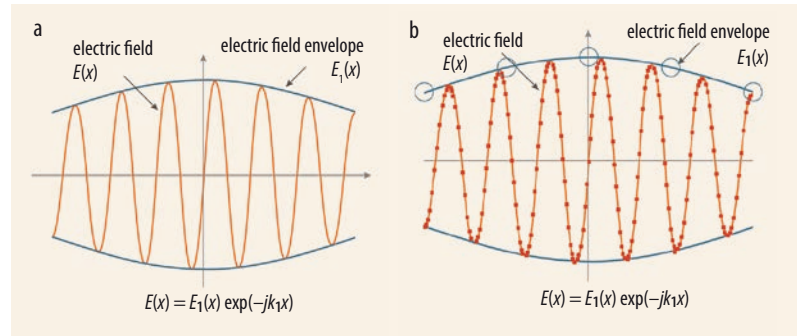 a
electric field
E(x)
electric field envelope
E₁(x)
E(x) = E₁(x) exp(−jk₁x)
b
electric field
E(x)
electric field envelope
E₁(x)
E(x) = E₁(x) exp(−jk₁x)